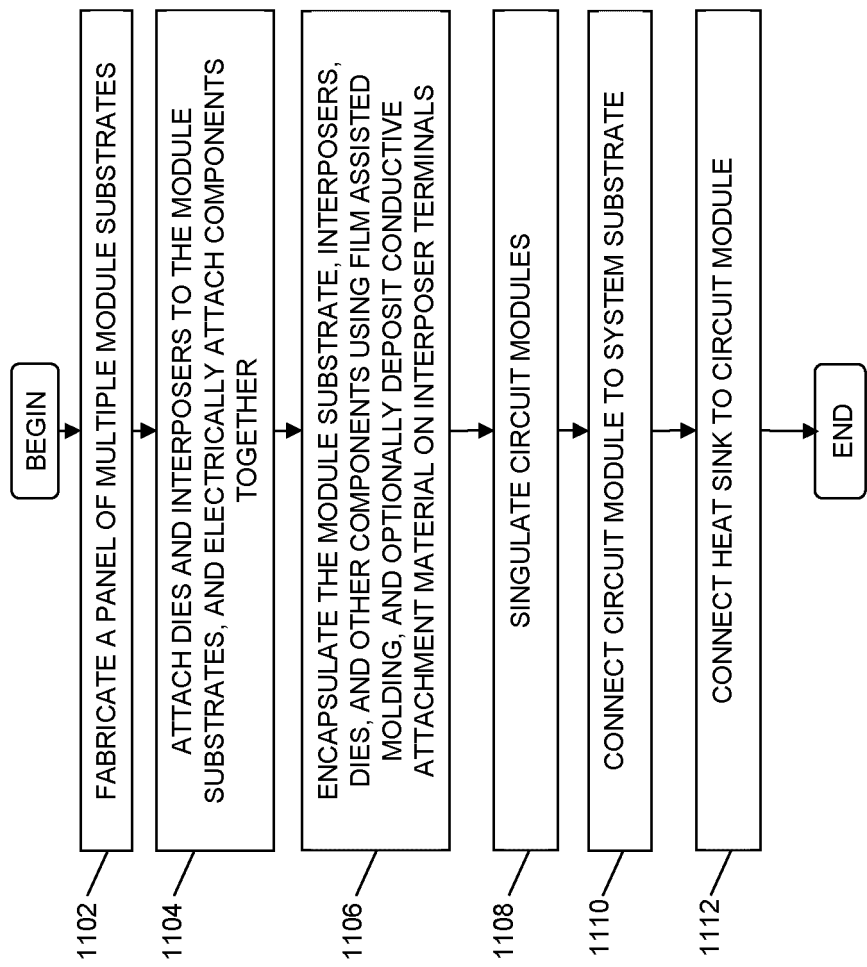 BEGIN
1102
FABRICATE A PANEL OF MULTIPLE MODULE SUBSTRATES
1104
ATTACH DIES AND INTERPOSERS TO THE MODULE
SUBSTRATES, AND ELECTRICALLY ATTACH COMPONENTS
TOGETHER
1106
ENCAPSULATE THE MODULE SUBSTRATE, INTERPOSERS,
DIES, AND OTHER COMPONENTS USING FILM ASSISTED
MOLDING, AND OPTIONALLY DEPOSIT CONDUCTIVE
ATTACHMENT MATERIAL ON INTERPOSER TERMINALS
1108
SINGULATE CIRCUIT MODULES
1110
CONNECT CIRCUIT MODULE TO SYSTEM SUBSTRATE
1112
CONNECT HEAT SINK TO CIRCUIT MODULE
END